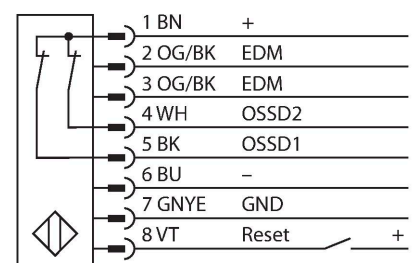 1 BN +
2 OG/BK EDM
3 OG/BK EDM
4 WH OSSD2
5 BK OSSD1
6 BU –
7 GNYE GND
8 VT Reset +